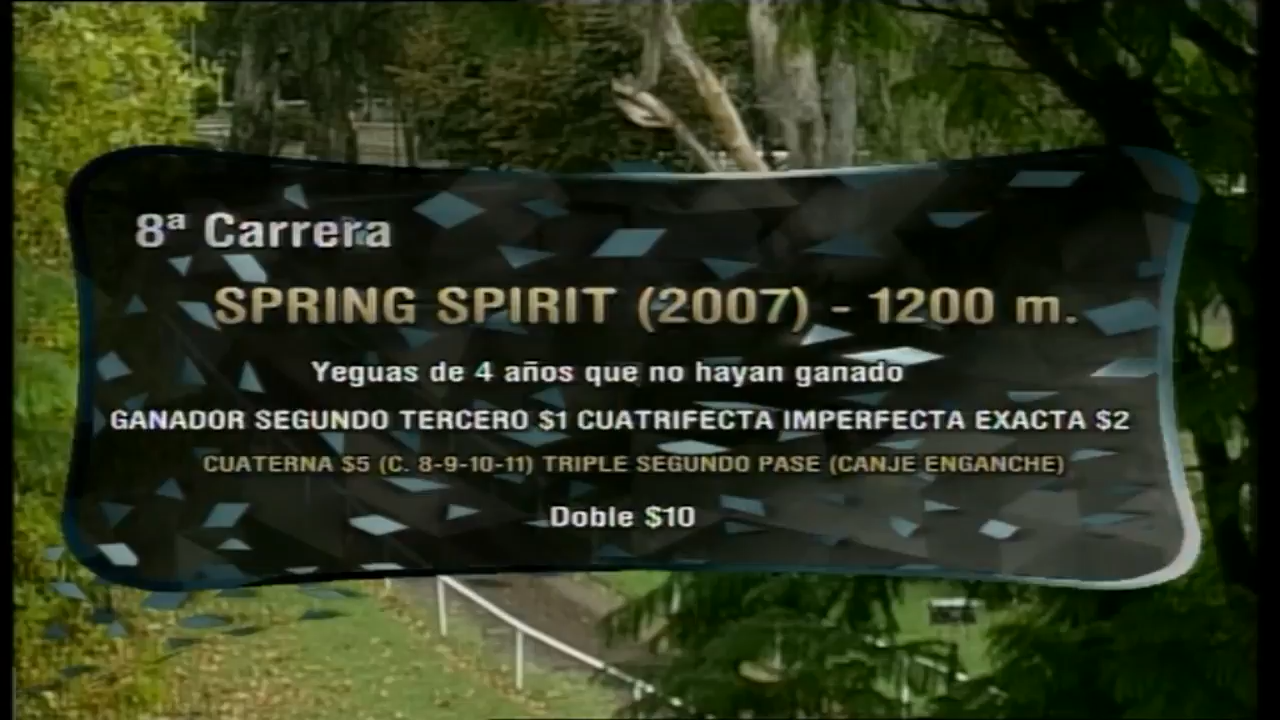 8ª Carrera
SPRING SPIRIT (2007) - 1200 m.
Yeguas de 4 años que no hayan ganado
GANADOR SEGUNDO TERCERO $1 CUATRIFECTA IMPERFECTA EXACTA $2
CUATERNA $5 (C. 8-9-10-11) TRIPLE SEGUNDO PASE (CANJE ENGANCHE)
Doble $10